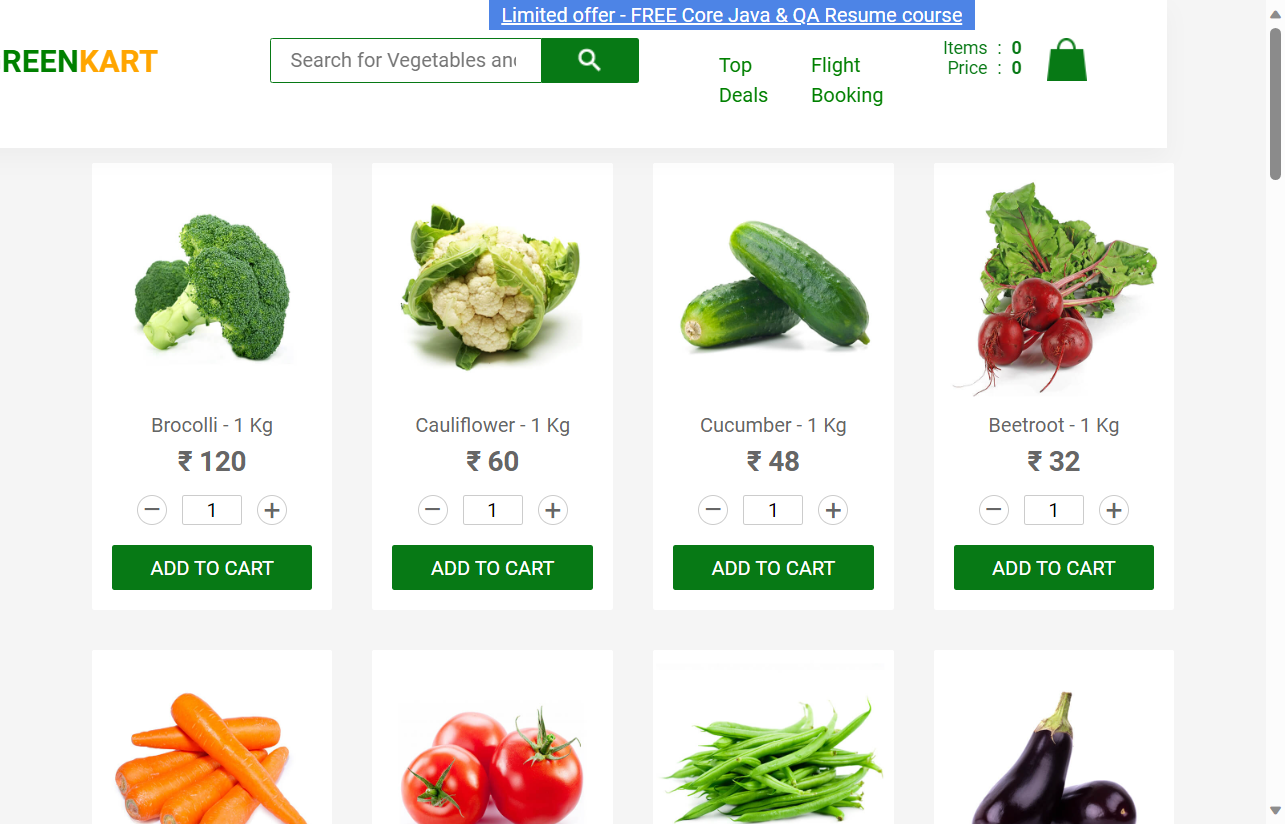 Limited offer - FREE Core Java & QA Resume course
REENKART
Search for Vegetables an
Top Deals
Flight Booking
Items : 0
Price : 0
Brocolli - 1 Kg
₹ 120
− 1 +
ADD TO CART
Cauliflower - 1 Kg
₹ 60
− 1 +
ADD TO CART
Cucumber - 1 Kg
₹ 48
− 1 +
ADD TO CART
Beetroot - 1 Kg
₹ 32
− 1 +
ADD TO CART